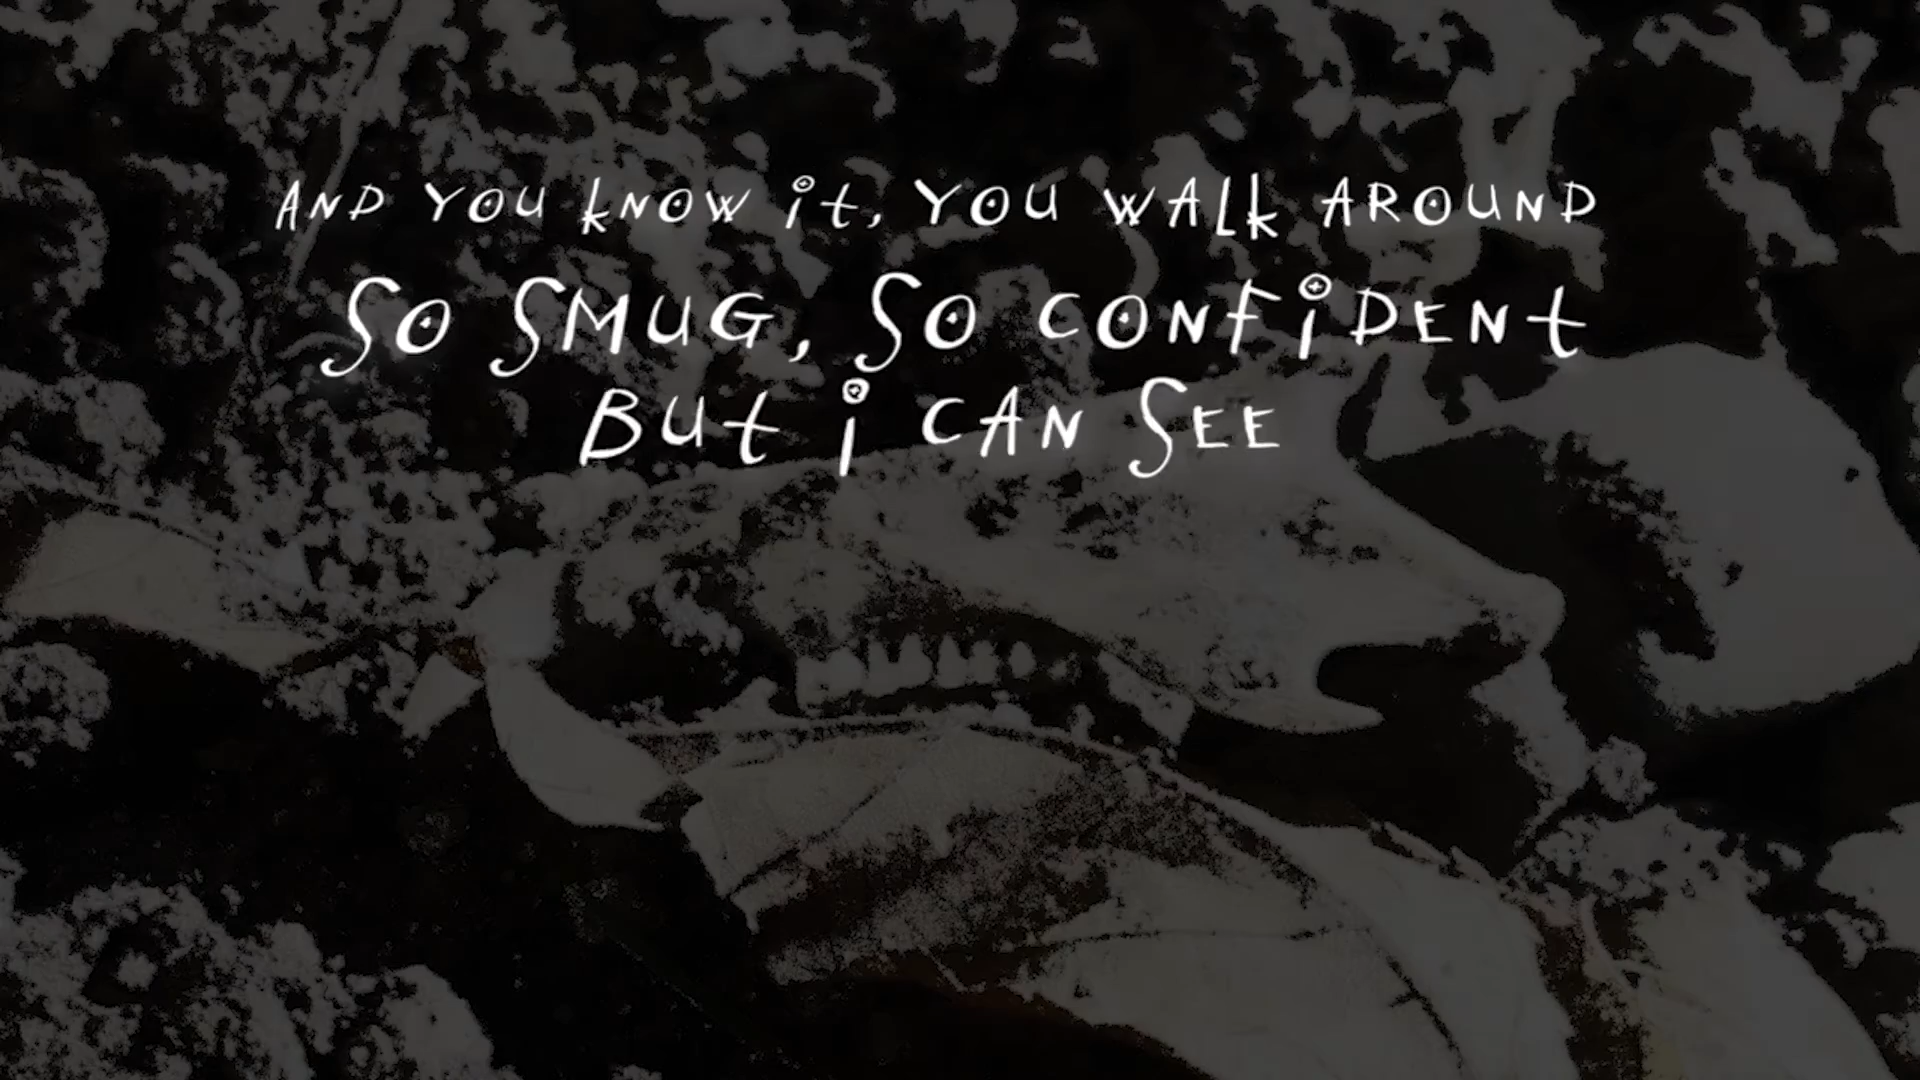 AND YOU kNOW it, YOU WALk AROUND
SO SMUG, SO CONFiDENt
BUt i CAN SEE